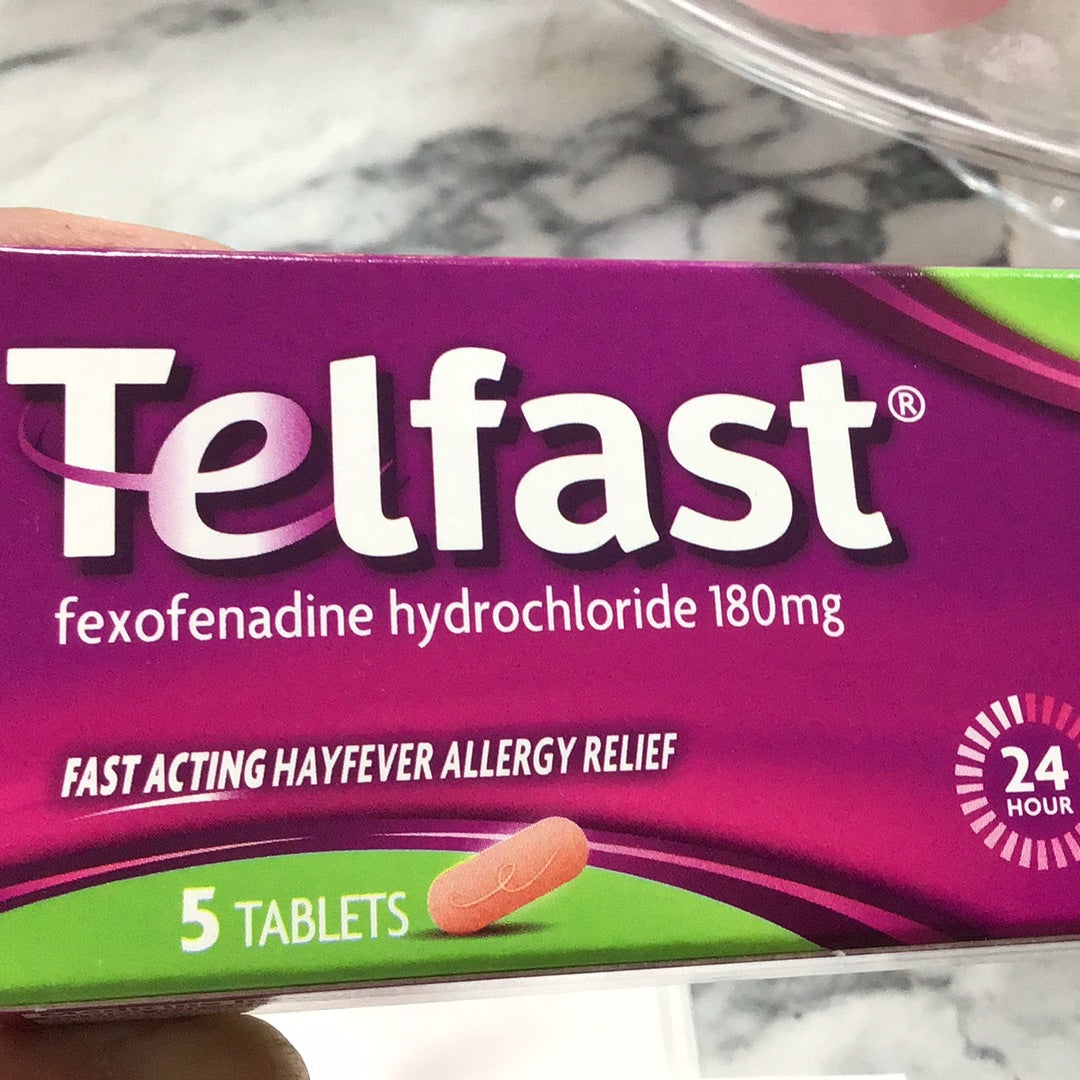 Telfast®
fexofenadine hydrochloride 180mg
FAST ACTING HAYFEVER ALLERGY RELIEF
24
HOUR
5 TABLETS